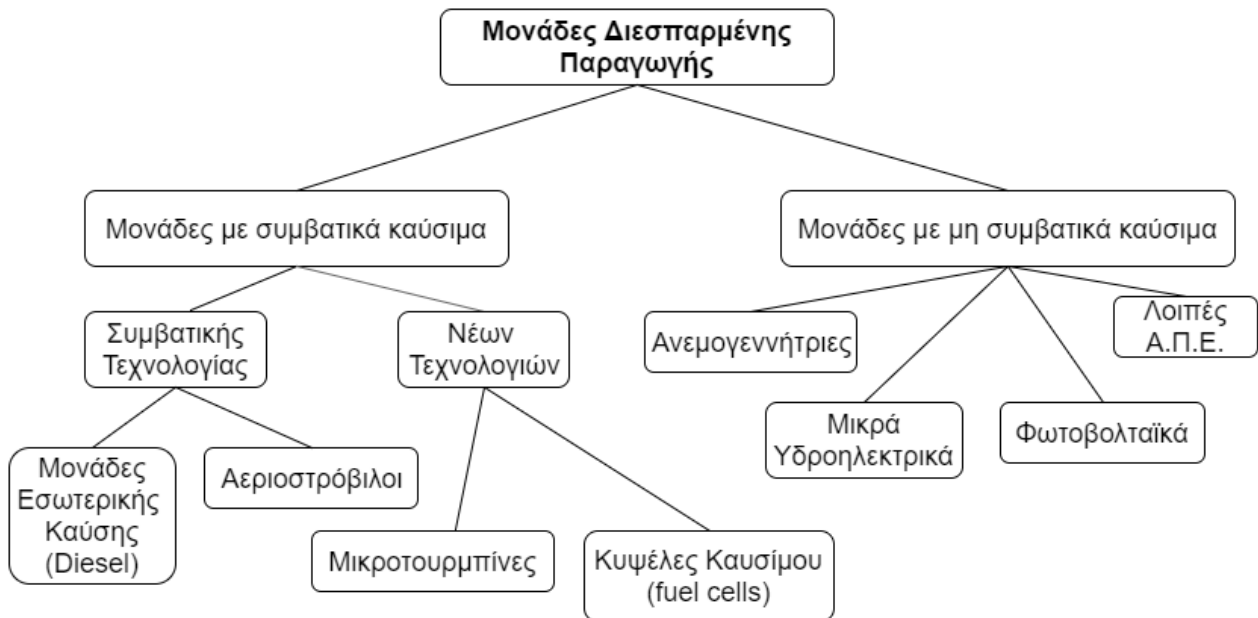 Μονάδες Διεσπαρμένης
Παραγωγής
Μονάδες με συμβατικά καύσιμα
Μονάδες με μη συμβατικά καύσιμα
Συμβατικής
Τεχνολογίας
Νέων
Τεχνολογιών
Ανεμογεννήτριες
Λοιπές
Α.Π.Ε.
Μονάδες
Εσωτερικής
Καύσης
(Diesel)
Αεριοστρόβιλοι
Μικρά
Υδροηλεκτρικά
Φωτοβολταϊκά
Μικροτουρμπίνες
Κυψέλες Καυσίμου
(fuel cells)